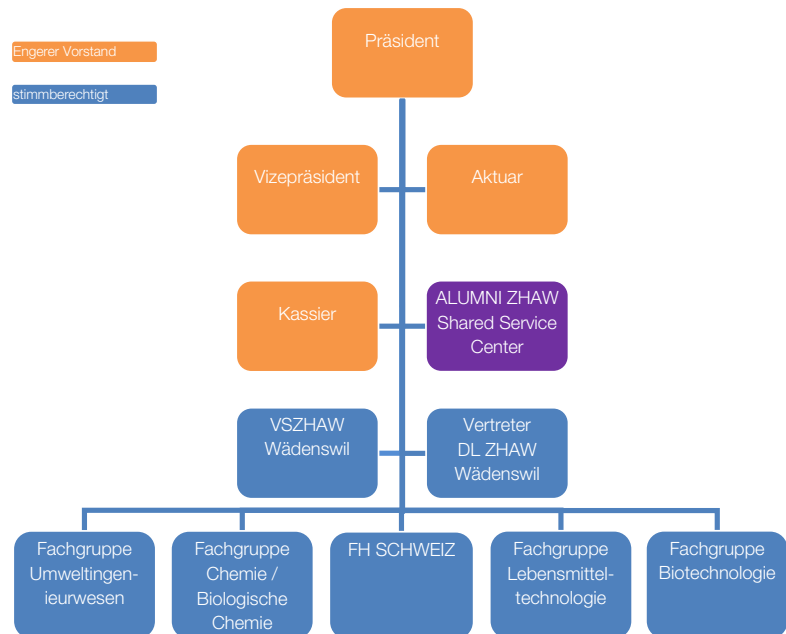 Präsident
Engerer Vorstand
stimmberechtigt
Vizepräsident
Aktuar
Kassier
ALUMNI ZHAW
Shared Service
Center
VSZHAW
Wädenswil
Vertreter
DL ZHAW
Wädenswil
Fachgruppe
Umweltingen-
ieurwesen
Fachgruppe
Chemie /
Biologische
Chemie
FH SCHWEIZ
Fachgruppe
Lebensmittel-
technologie
Fachgruppe
Biotechnologie